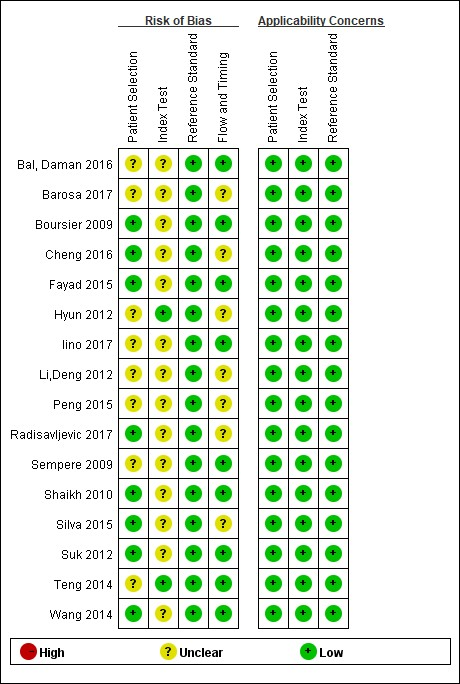 Risk of Bias Applicability Concerns
Patient Selection Index Test Reference Standard Flow and Timing Patient Selection Index Test Reference Standard
Bal, Daman 2016 ? ? + + + + +
Barosa 2017 ? ? + ? + + +
Boursier 2009 + ? + + + + +
Cheng 2016 + ? + ? + + +
Fayad 2015 + ? + + + + +
Hyun 2012 ? + + ? + + +
Iino 2017 ? ? + + + + +
Li,Deng 2012 ? ? + ? + + +
Peng 2015 ? ? + ? + + +
Radisavljevic 2017 + ? + ? + + +
Sempere 2009 ? ? + + + + +
Shaikh 2010 + ? + + + + +
Silva 2015 + ? + ? + + +
Suk 2012 + ? + + + + +
Teng 2014 ? + + + + + +
Wang 2014 + ? + + + + +
– High ? Unclear + Low